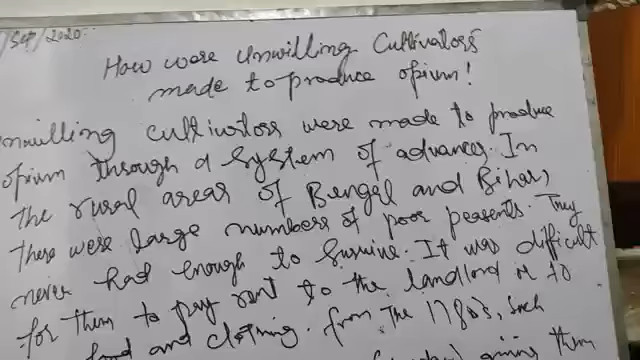 /Sep/2020
How were Unwilling Cultivators
made to produce opium!
nwilling cultivators were made to produce
opium through a system of advances. In
the rural areas of Bengal and Bihar,
there were large numbers of poor peasents. They
never had enough to survive. It was difficult
for them to pay rent to the landlord or to
food and clothing. from the 1780s, such
giving them